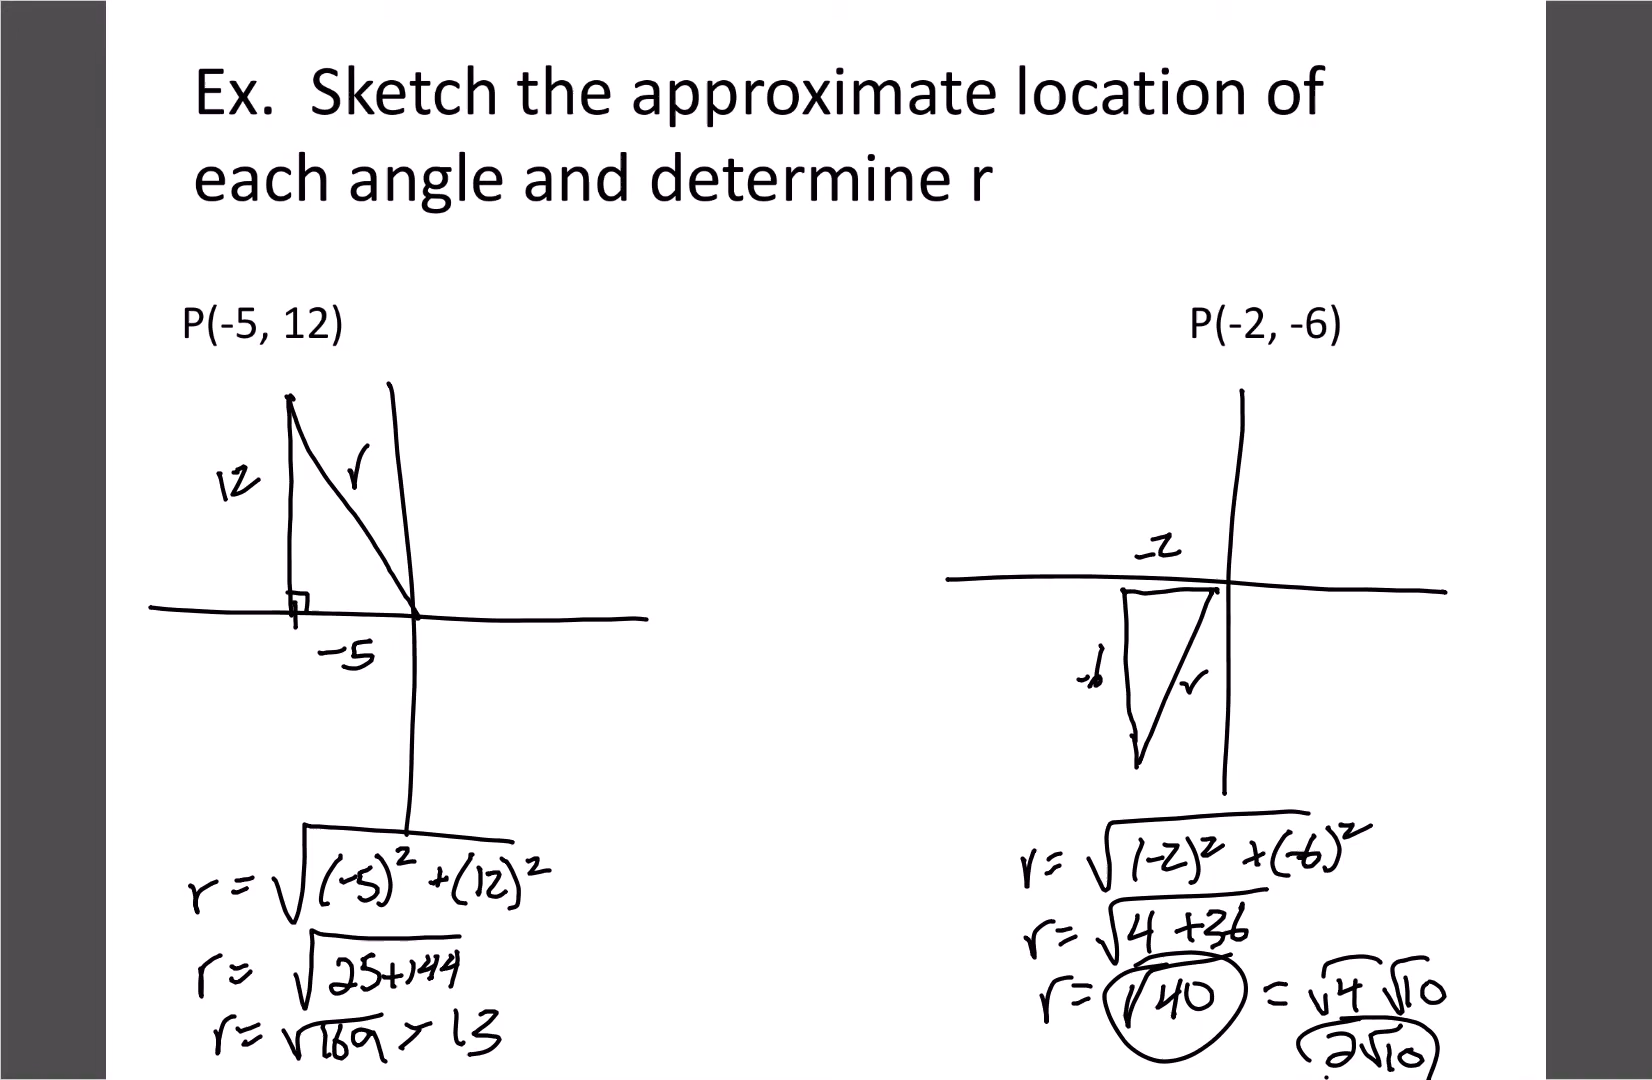 Ex. Sketch the approximate location of
each angle and determine r
P(-5, 12)
12
r
-5
r = √(-5)² + (12)²
r = √25+144
r = √169 = 13
P(-2, -6)
-2
-6
r
r = √(-2)² + (-6)²
r = √4 + 36
r = √40 = √4 √10
2√10